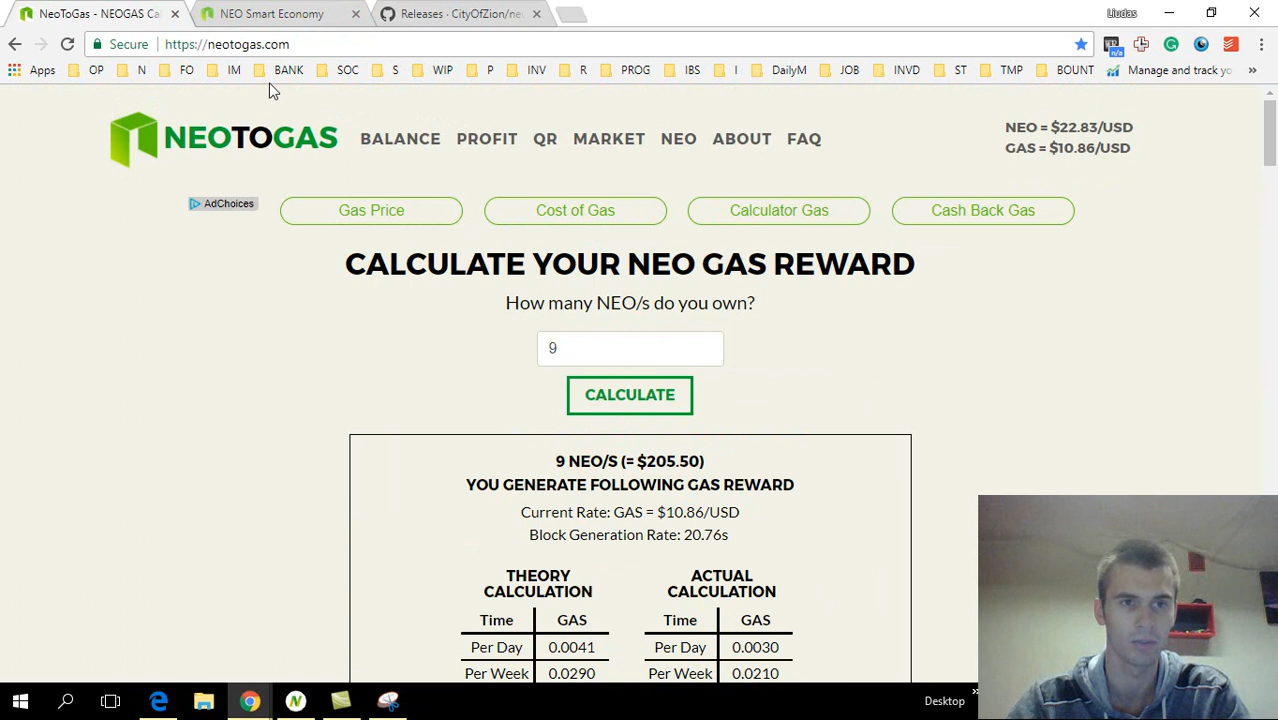 NeoToGas - NEOGAS Cal
NEO Smart Economy
Releases · CityOfZion/ne
Liudas
Secure
https://neotogas.com
n/a
Apps OP N FO IM BANK SOC S WIP P INV R PROG IBS I DailyM JOB INVD ST TMP BOUNT Manage and track yo »
NEOTOGAS
BALANCE PROFIT QR MARKET NEO ABOUT FAQ
NEO = $22.83/USD
GAS = $10.86/USD
AdChoices
Gas Price
Cost of Gas
Calculator Gas
Cash Back Gas
CALCULATE YOUR NEO GAS REWARD
How many NEO/s do you own?
9
CALCULATE
9 NEO/S (= $205.50)
YOU GENERATE FOLLOWING GAS REWARD
Current Rate: GAS = $10.86/USD
Block Generation Rate: 20.76s
THEORY
CALCULATION
Time GAS
Per Day 0.0041
Per Week 0.0290
ACTUAL
CALCULATION
Time GAS
Per Day 0.0030
Per Week 0.0210
Desktop »